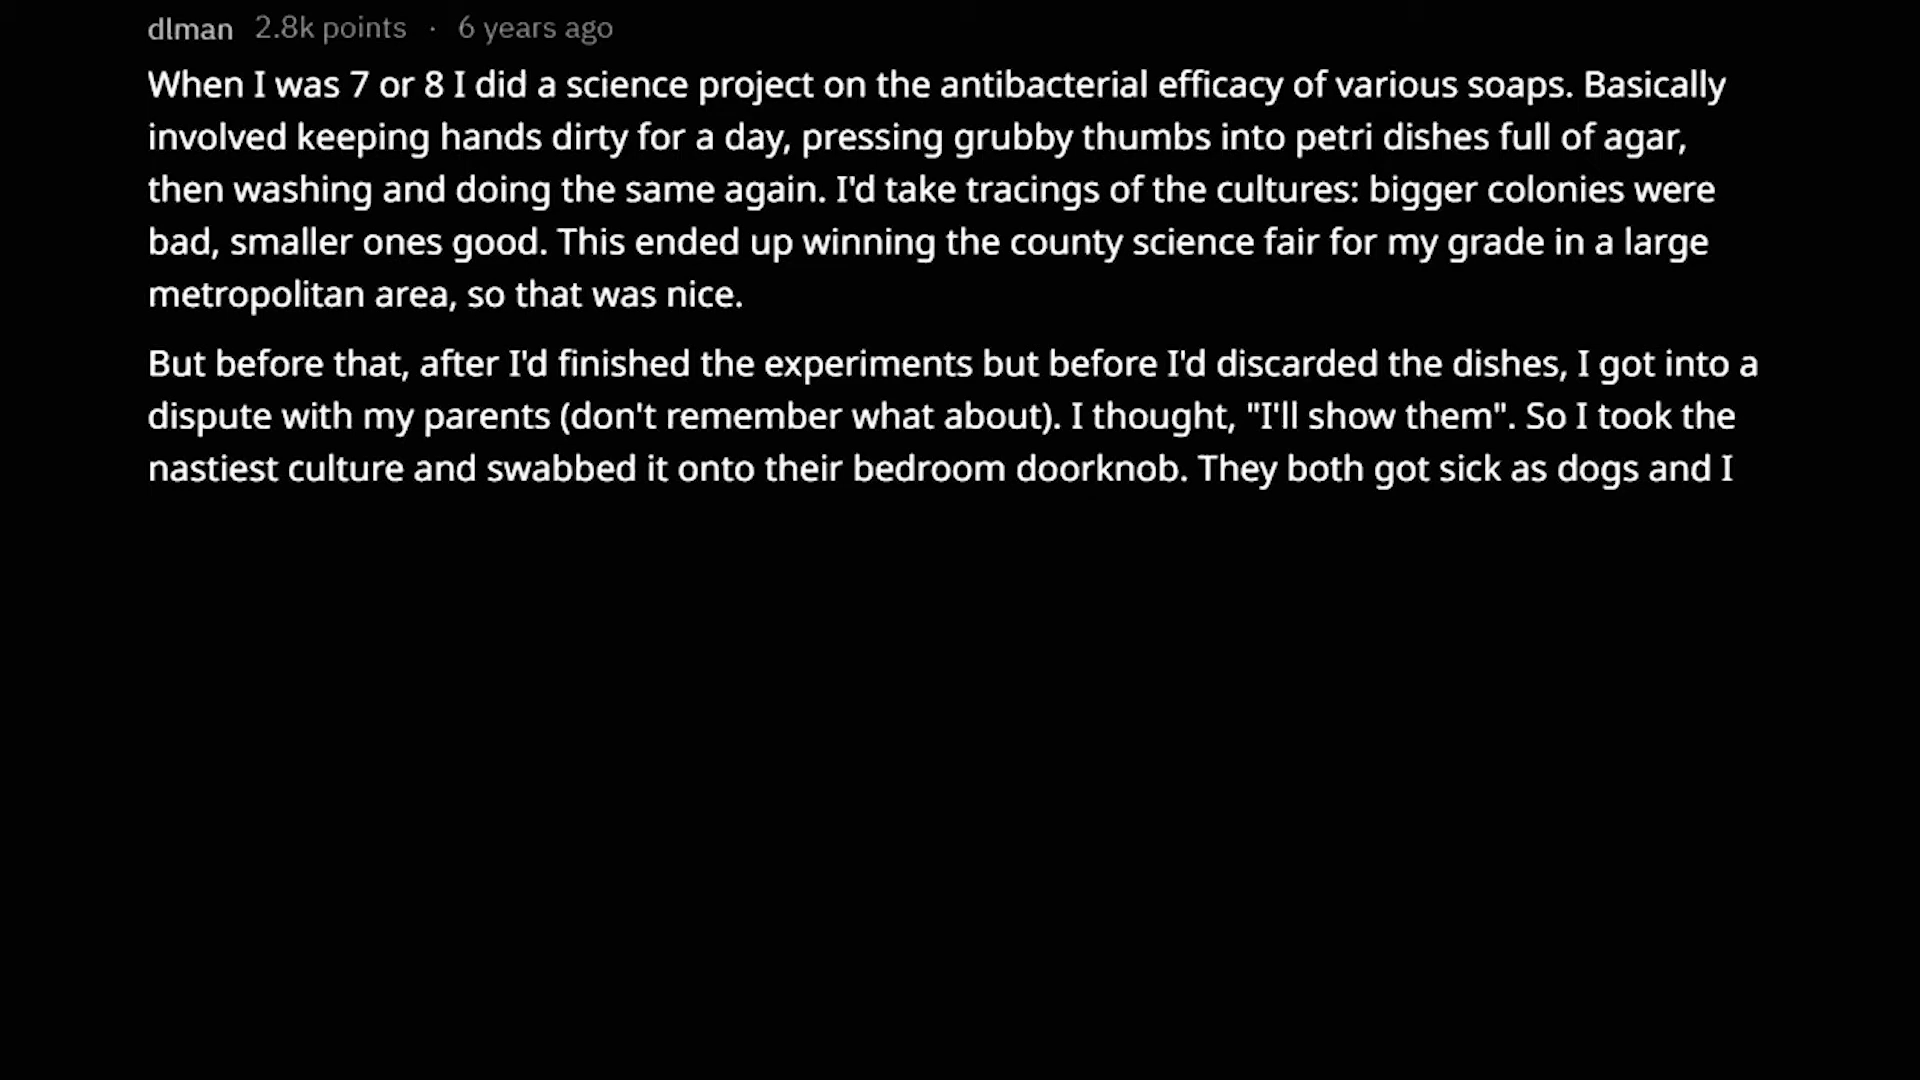 dlman 2.8k points · 6 years ago
When I was 7 or 8 I did a science project on the antibacterial efficacy of various soaps. Basically
involved keeping hands dirty for a day, pressing grubby thumbs into petri dishes full of agar,
then washing and doing the same again. I'd take tracings of the cultures: bigger colonies were
bad, smaller ones good. This ended up winning the county science fair for my grade in a large
metropolitan area, so that was nice.
But before that, after I'd finished the experiments but before I'd discarded the dishes, I got into a
dispute with my parents (don't remember what about). I thought, "I'll show them". So I took the
nastiest culture and swabbed it onto their bedroom doorknob. They both got sick as dogs and I